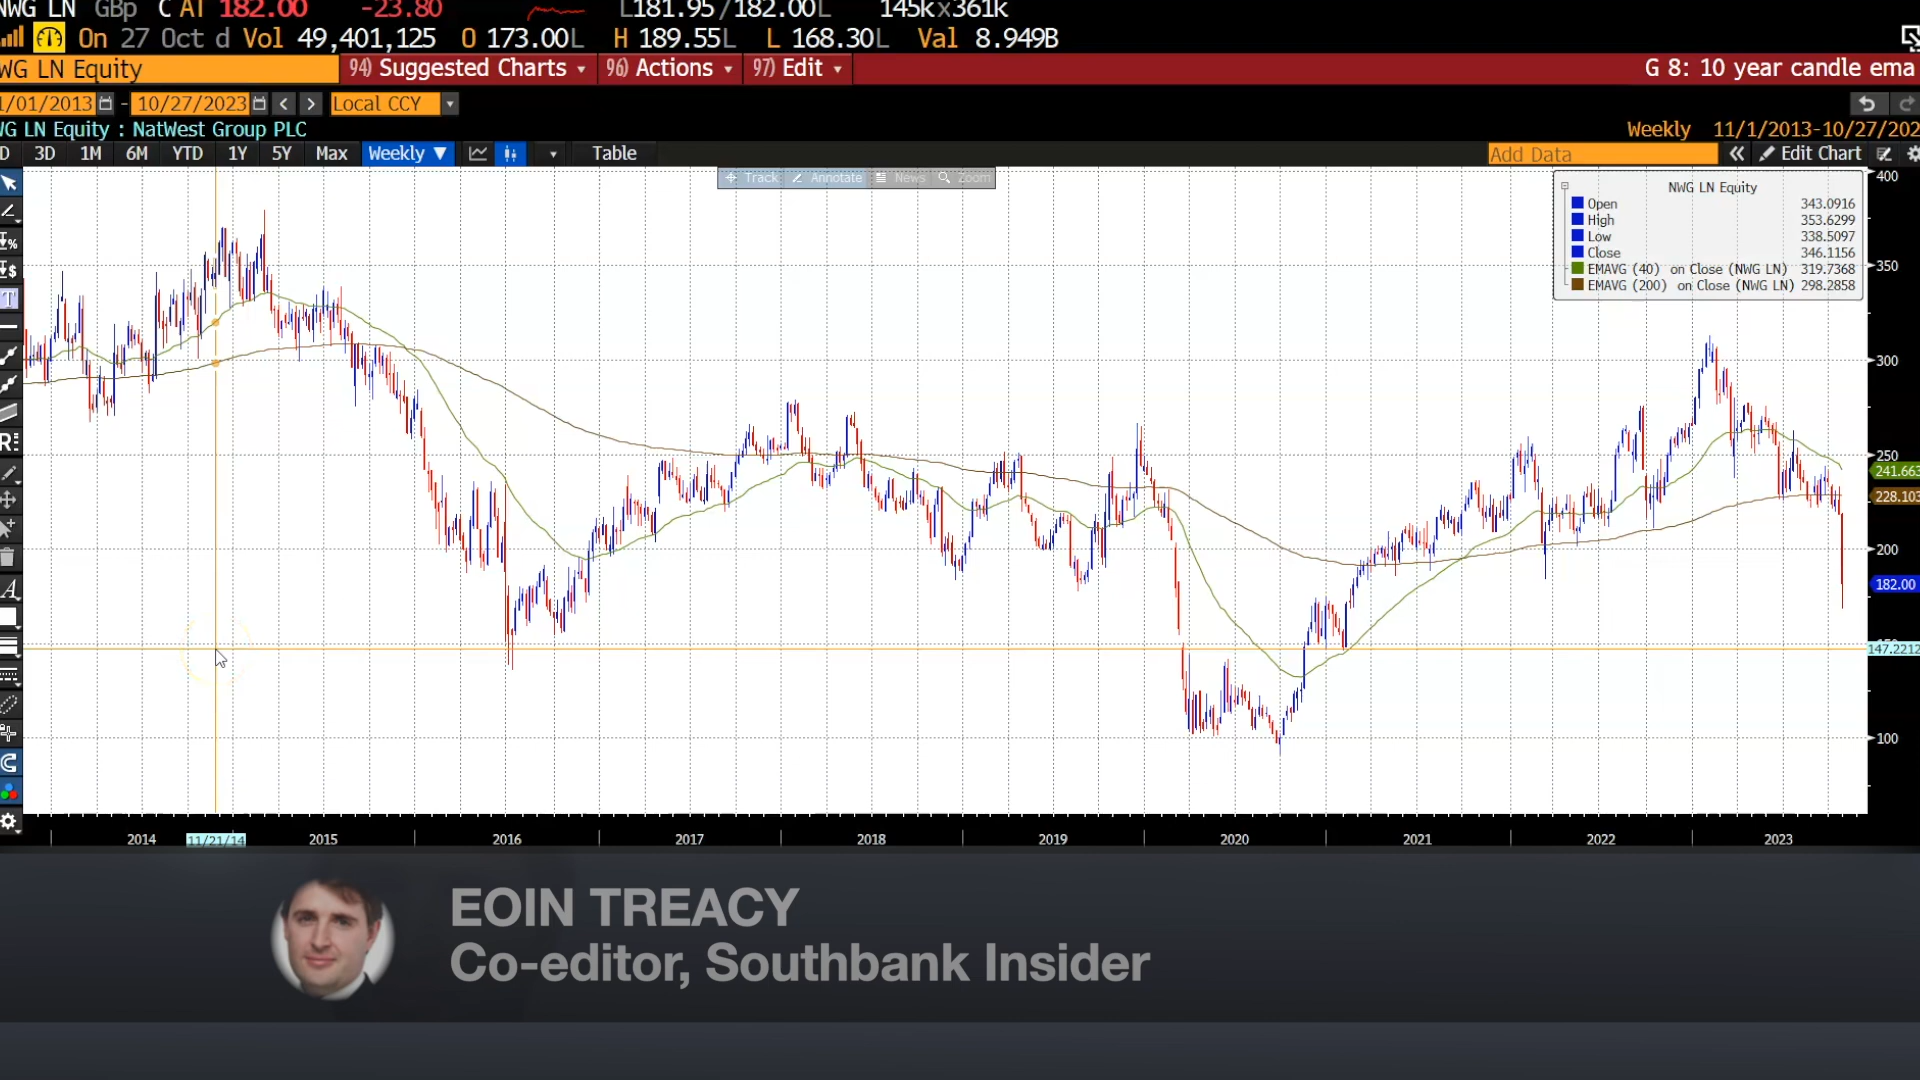 NWG LN GBp C AT 182.00 -23.80 L181.95/182.00L 145kx361k
On 27 Oct d Vol 49,401,125 O 173.00L H 189.55L L 168.30L Val 8.949B
WG LN Equity 94) Suggested Charts 96) Actions 97) Edit G 8: 10 year candle ema
1/01/2013 - 10/27/2023 < > Local CCY
WG LN Equity : NatWest Group PLC Weekly 11/1/2013-10/27/202
D 3D 1M 6M YTD 1Y 5Y Max Weekly ▼ Table Add Data « Edit Chart
Track Annotate News Zoom
NWG LN Equity
Open 343.0916
High 353.6299
Low 338.5097
Close 346.1156
EMAVG (40) on Close (NWG LN) 319.7368
EMAVG (200) on Close (NWG LN) 298.2858
400
350
300
250
241.663
228.103
200
182.00
147.2212
100
2014 11/21/14 2015 2016 2017 2018 2019 2020 2021 2022 2023
EOIN TREACY
Co-editor, Southbank Insider